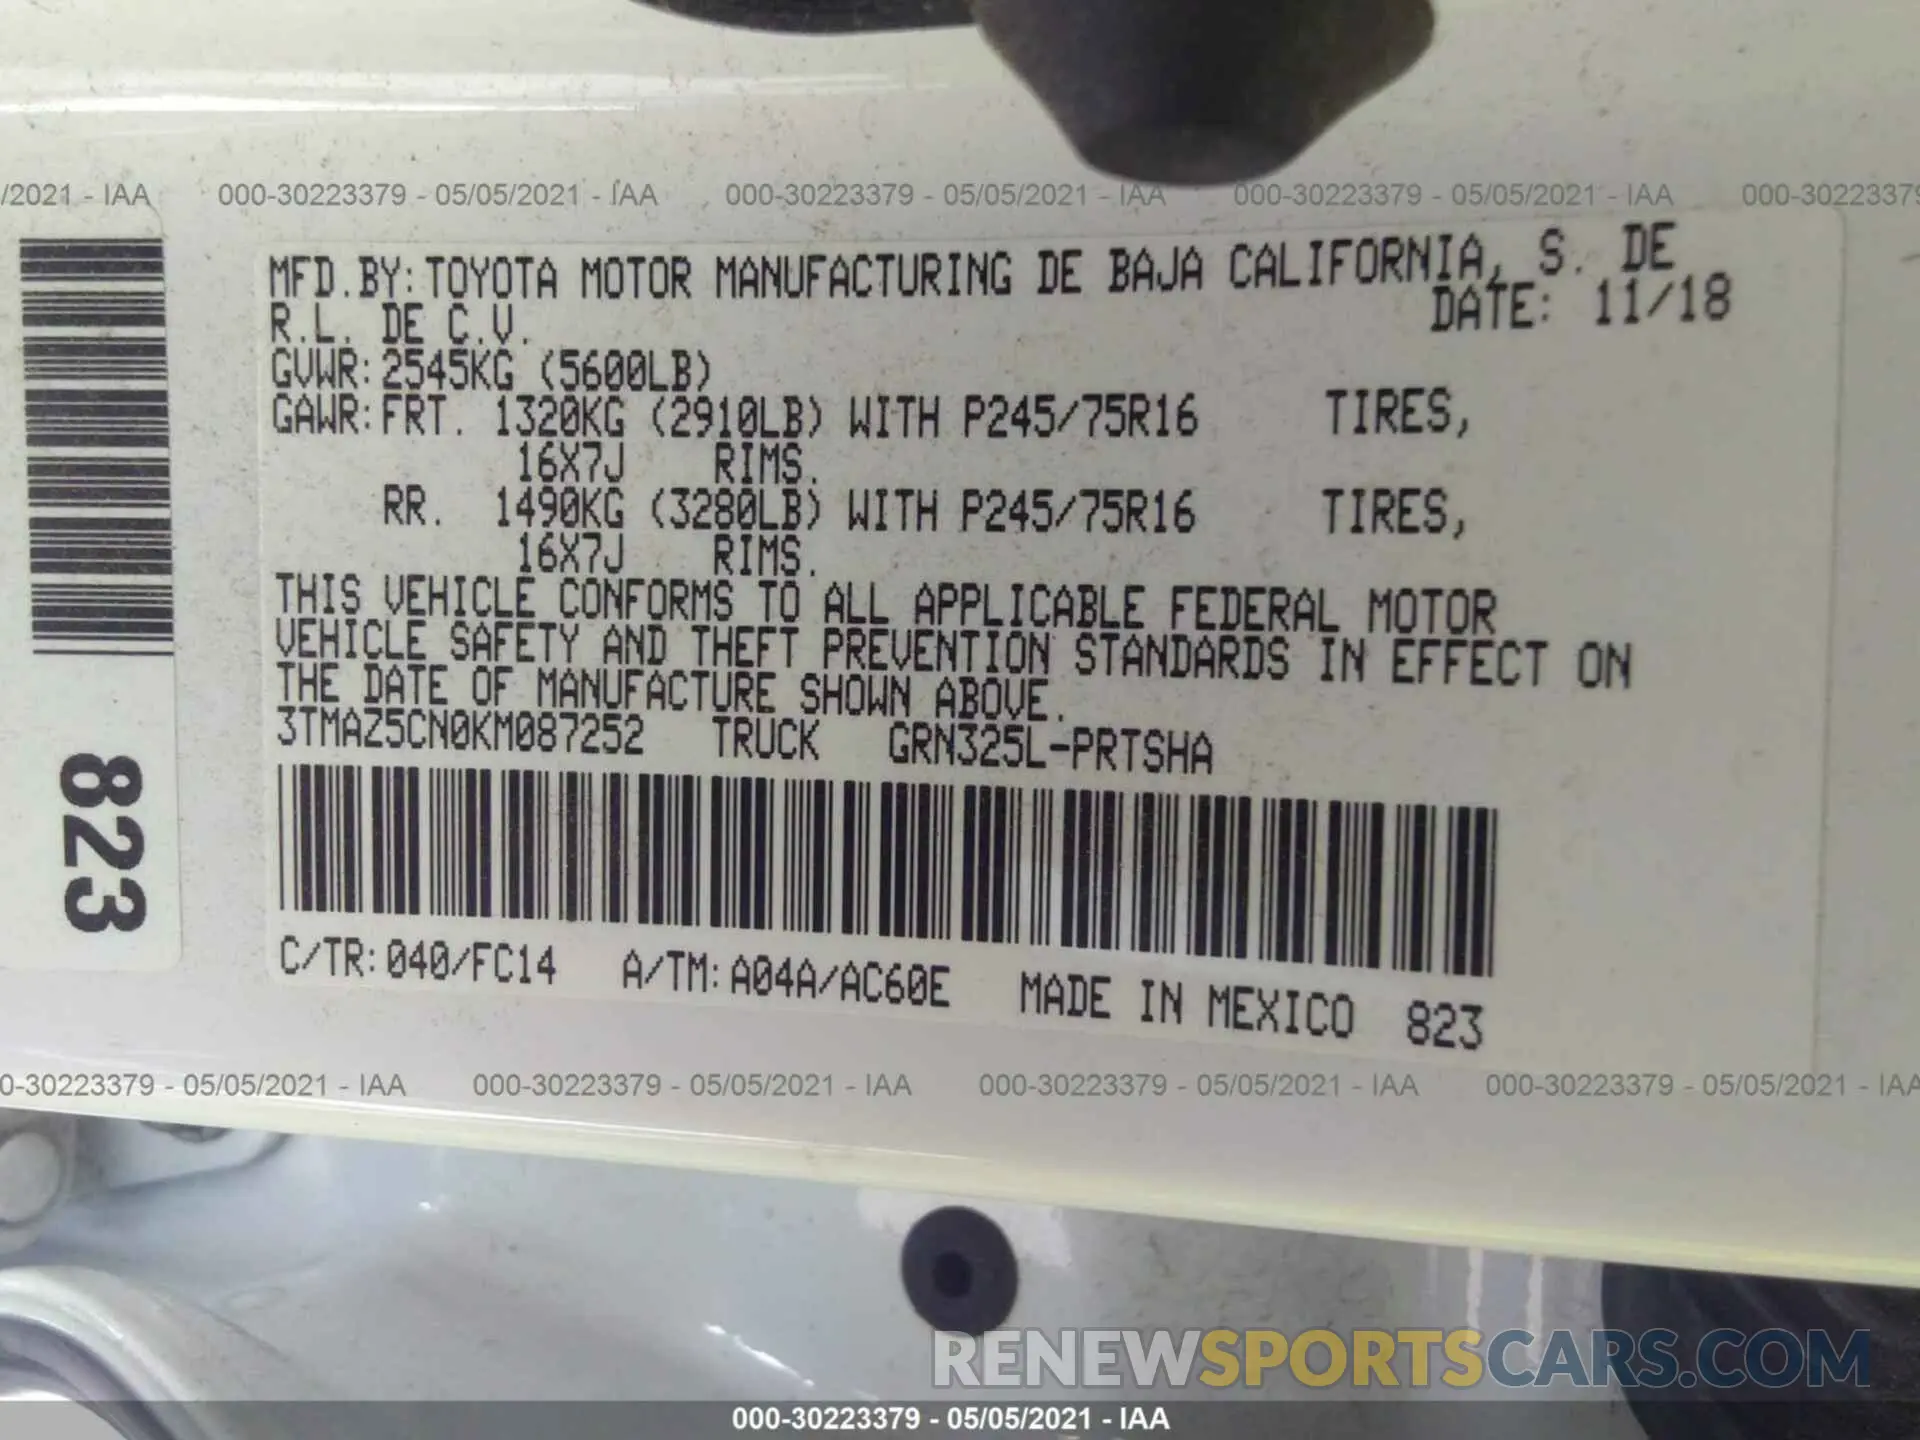 /2021 - IAA 000-30223379 - 05/05/2021 - IAA 000-30223379 - 05/05/2021 - IAA 000-30223379 - 05/05/2021 - IAA 000-30223379
MFD.BY:TOYOTA MOTOR MANUFACTURING DE BAJA CALIFORNIA, S. DE
R.L. DE C.V. DATE: 11/18
GVWR:2545KG (5600LB)
GAWR:FRT. 1320KG (2910LB) WITH P245/75R16 TIRES,
16X7J RIMS.
RR. 1490KG (3280LB) WITH P245/75R16 TIRES,
16X7J RIMS.
THIS VEHICLE CONFORMS TO ALL APPLICABLE FEDERAL MOTOR
VEHICLE SAFETY AND THEFT PREVENTION STANDARDS IN EFFECT ON
THE DATE OF MANUFACTURE SHOWN ABOVE.
3TMAZ5CN0KM087252 TRUCK GRN325L-PRTSHA
823
C/TR:040/FC14 A/TM:A04A/AC60E MADE IN MEXICO 823
0-30223379 - 05/05/2021 - IAA 000-30223379 - 05/05/2021 - IAA 000-30223379 - 05/05/2021 - IAA 000-30223379 - 05/05/2021 - IAA
RENEWSPORTSCARS.COM
000-30223379 - 05/05/2021 - IAA